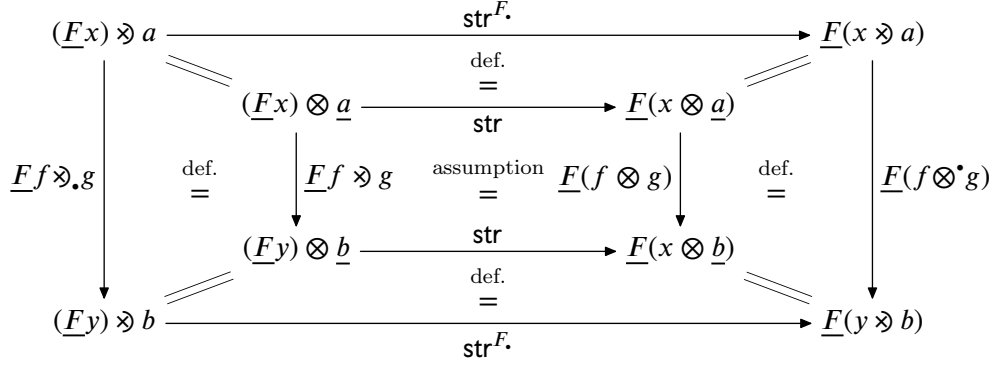 str^{F.}
(F̲x) ⋊ a F̲(x ⋊ a)
def.
=
(F̲x) ⊗ a̲ F̲(x ⊗ a̲)
str
F̲f⋊.g def. F̲f ⋊ g assumption F̲(f ⊗ g) def. F̲(f⊗•g)
= = =
str
(F̲y) ⊗ b̲ F̲(x ⊗ b̲)
def.
=
(F̲y) ⋊ b F̲(y ⋊ b)
str^{F.}